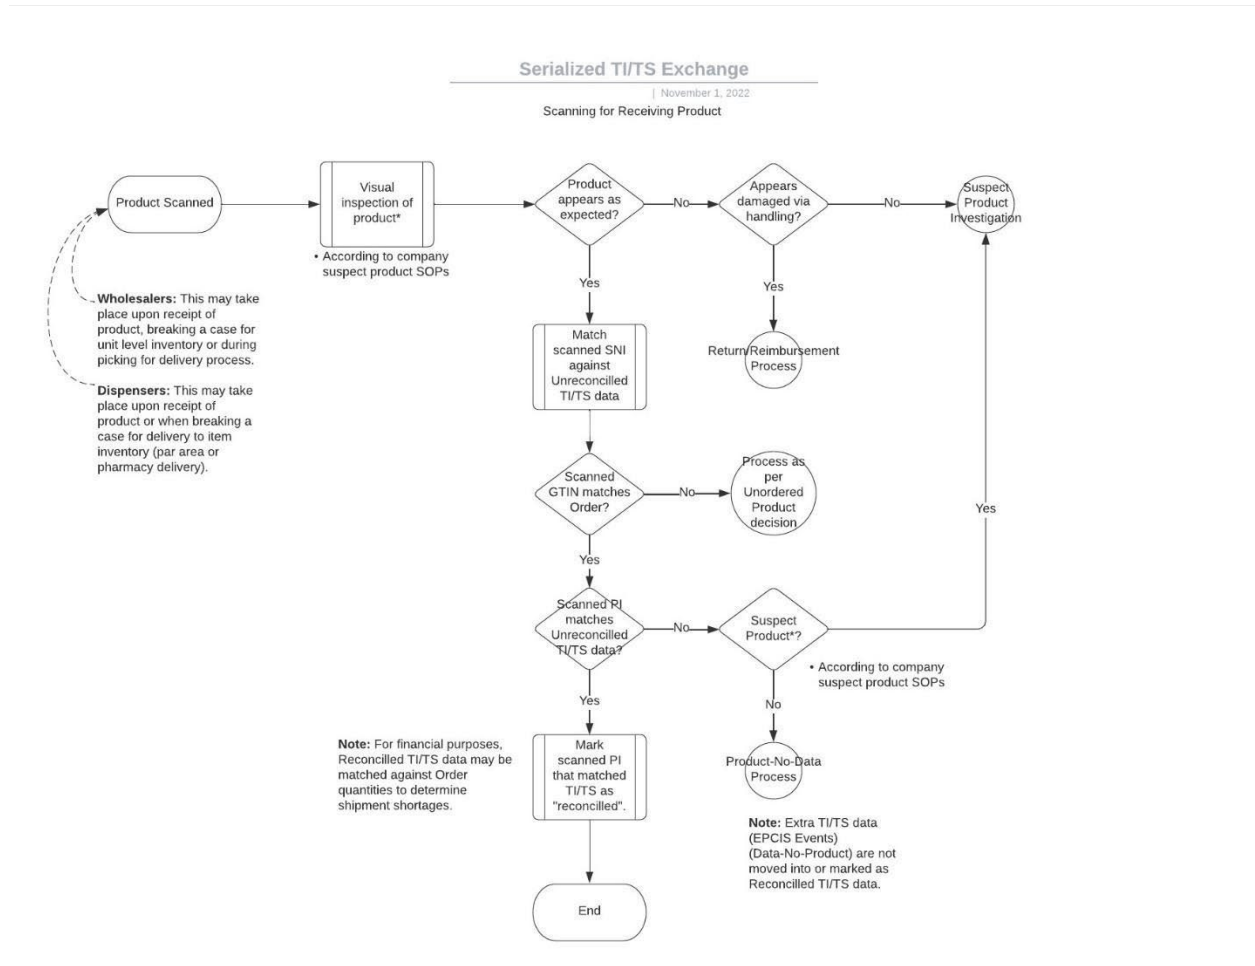 Serialized TI/TS Exchange
| November 1, 2022
Scanning for Receiving Product
Product Scanned
Visual
inspection of
product*
• According to company
suspect product SOPs
Product
appears as
expected?
No
Appears
damaged via
handling?
No
Suspect
Product
Investigation
Wholesalers: This may take
place upon receipt of
product, breaking a case for
unit level inventory or during
picking for delivery process.
Dispensers: This may take
place upon receipt of
product or when breaking a
case for delivery to item
inventory (par area or
pharmacy delivery).
Yes
Yes
Match
scanned SNI
against
Unreconcilled
TI/TS data
Return/Reimbursement
Process
Scanned
GTIN matches
Order?
No
Process as
per
Unordered
Product
decision
Yes
Yes
Scanned PI
matches
Unreconcilled
TI/TS data?
No
Suspect
Product*?
• According to company
suspect product SOPs
Yes
No
Note: For financial purposes,
Reconcilled TI/TS data may be
matched against Order
quantities to determine
shipment shortages.
Mark
scanned PI
that matched
TI/TS as
"reconcilled".
Product-No-Data
Process
Note: Extra TI/TS data
(EPCIS Events)
(Data-No-Product) are not
moved into or marked as
Reconcilled TI/TS data.
End